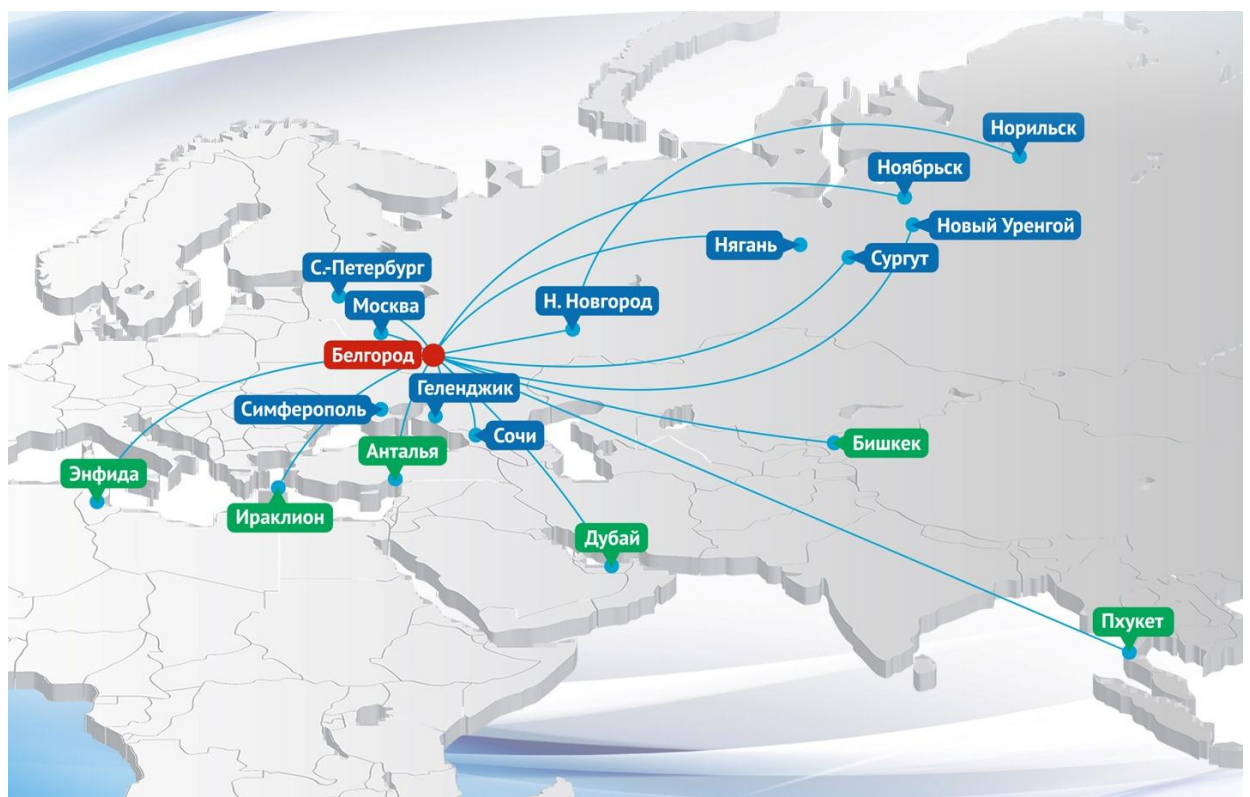 Норильск
Ноябрьск
Новый Уренгой
Нягань
Сургут
С.-Петербург
Москва
Н. Новгород
Белгород
Геленджик
Симферополь
Сочи
Анталья
Бишкек
Энфида
Ираклион
Дубай
Пхукет